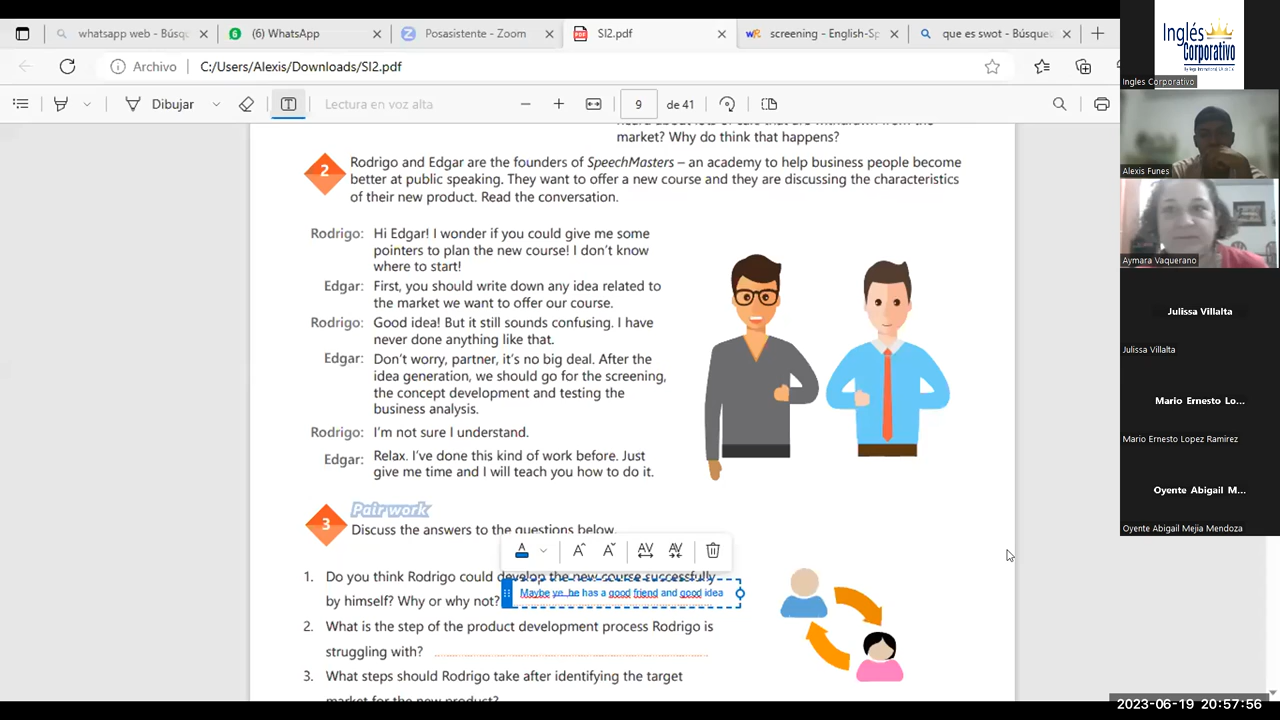 whatsapp web - Búsqu
(6) WhatsApp
Posasistente - Zoom
SI2.pdf
screening - English-Sp
que es swot - Búsqued
Archivo
C:/Users/Alexis/Downloads/SI2.pdf
Dibujar
Lectura en voz alta
9
de 41
market? Why do think that happens?
2
Rodrigo and Edgar are the founders of SpeechMasters – an academy to help business people become
better at public speaking. They want to offer a new course and they are discussing the characteristics
of their new product. Read the conversation.
Rodrigo: Hi Edgar! I wonder if you could give me some
pointers to plan the new course! I don't know
where to start!
Edgar: First, you should write down any idea related to
the market we want to offer our course.
Rodrigo: Good idea! But it still sounds confusing. I have
never done anything like that.
Edgar: Don't worry, partner, it's no big deal. After the
idea generation, we should go for the screening,
the concept development and testing the
business analysis.
Rodrigo: I'm not sure I understand.
Edgar: Relax. I've done this kind of work before. Just
give me time and I will teach you how to do it.
3
Pair work
Discuss the answers to the questions below.
1. Do you think Rodrigo could develop the new course successfully
by himself? Why or why not?
Maybe ye he has a good friend and good idea
2. What is the step of the product development process Rodrigo is
struggling with?
3. What steps should Rodrigo take after identifying the target
market for the new product?
Inglés
Corporativo
Ingles Corporativo
Alexis Funes
Aymara Vaquerano
Julissa Villalta
Julissa Villalta
Mario Ernesto Lo...
Mario Ernesto Lopez Ramirez
Oyente Abigail M...
Oyente Abigail Mejia Mendoza
2023-06-19 20:57:56